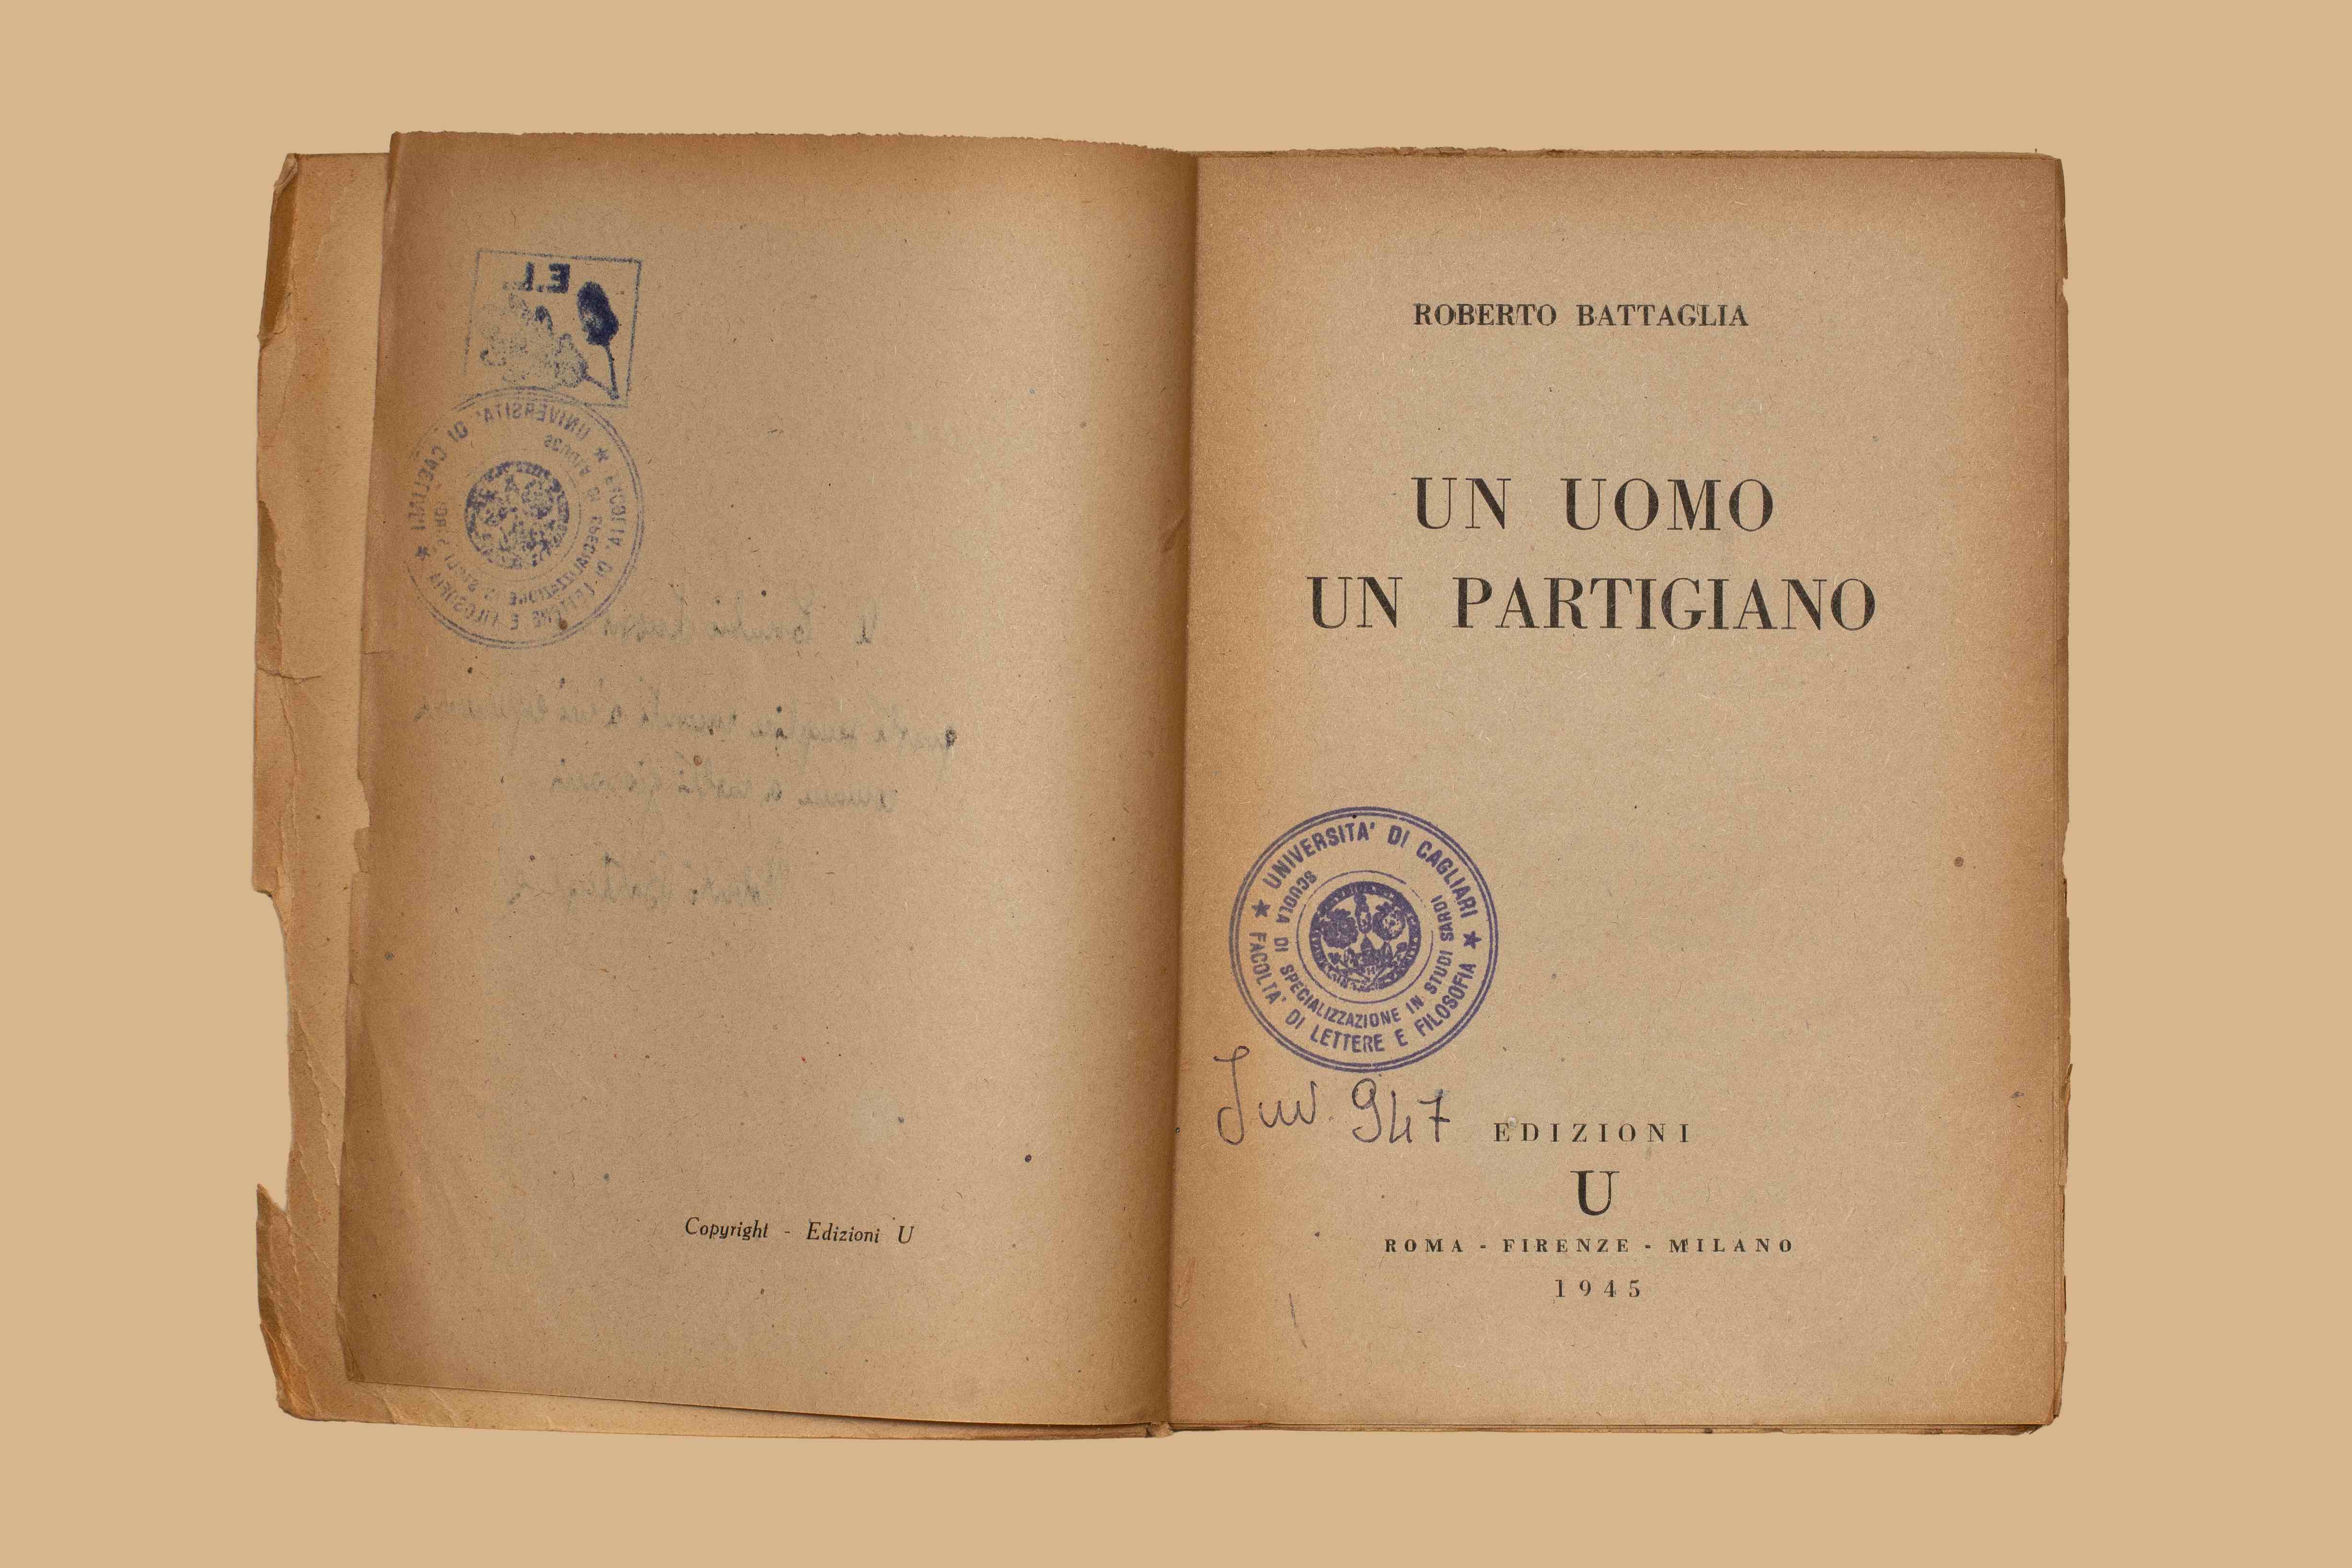 E.L.
UNIVERSITA' DI CAGLIARI
FACOLTA' DI LETTERE E FILOSOFIA
SCUOLA DI SPECIALIZZAZIONE IN STUDI SARDI
Copyright - Edizioni U
ROBERTO BATTAGLIA
UN UOMO
UN PARTIGIANO
UNIVERSITA' DI CAGLIARI
FACOLTA' DI LETTERE E FILOSOFIA
SCUOLA DI SPECIALIZZAZIONE IN STUDI SARDI
Inv. 947
EDIZIONI
U
ROMA - FIRENZE - MILANO
1945